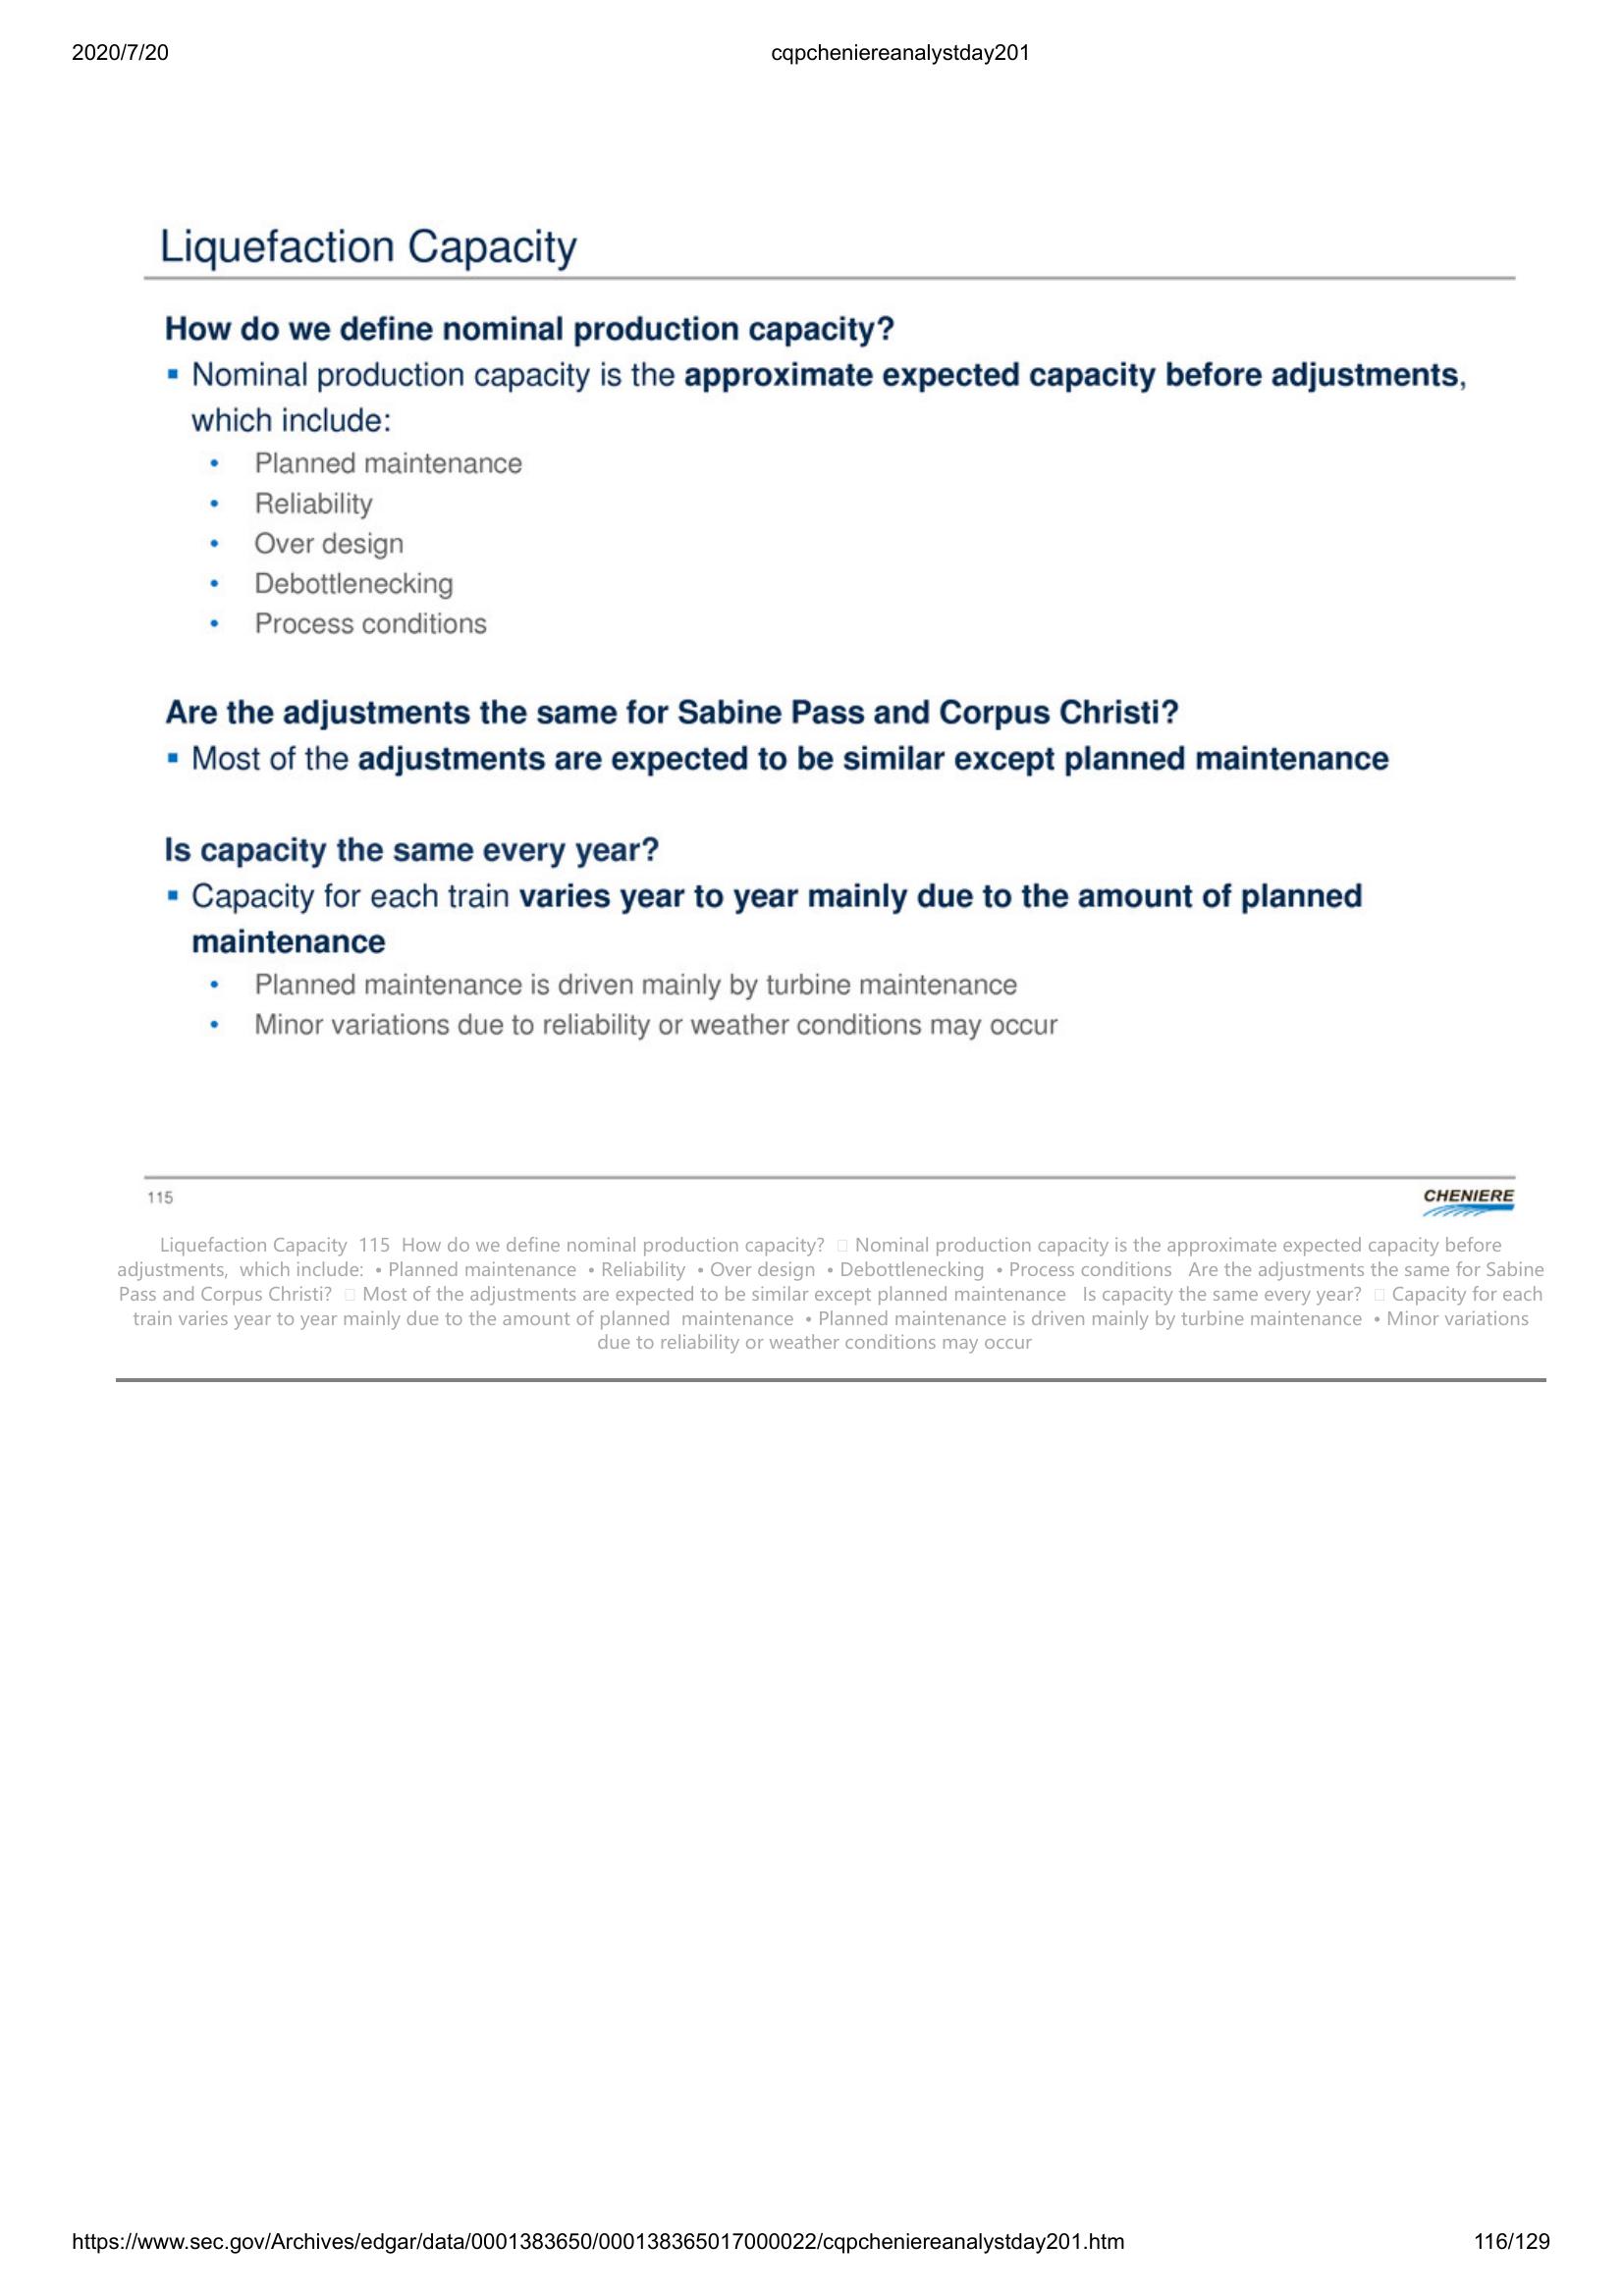 2020/7/20 cqpcheniereanalystday201
Liquefaction Capacity
How do we define nominal production capacity?
▪ Nominal production capacity is the approximate expected capacity before adjustments,
which include:
• Planned maintenance
• Reliability
• Over design
• Debottlenecking
• Process conditions
Are the adjustments the same for Sabine Pass and Corpus Christi?
▪ Most of the adjustments are expected to be similar except planned maintenance
Is capacity the same every year?
▪ Capacity for each train varies year to year mainly due to the amount of planned
maintenance
• Planned maintenance is driven mainly by turbine maintenance
• Minor variations due to reliability or weather conditions may occur
115 CHENIERE
Liquefaction Capacity 115 How do we define nominal production capacity? □ Nominal production capacity is the approximate expected capacity before
adjustments, which include: • Planned maintenance • Reliability • Over design • Debottlenecking • Process conditions Are the adjustments the same for Sabine
Pass and Corpus Christi? □ Most of the adjustments are expected to be similar except planned maintenance Is capacity the same every year? □ Capacity for each
train varies year to year mainly due to the amount of planned maintenance • Planned maintenance is driven mainly by turbine maintenance • Minor variations
due to reliability or weather conditions may occur
https://www.sec.gov/Archives/edgar/data/0001383650/000138365017000022/cqpcheniereanalystday201.htm 116/129